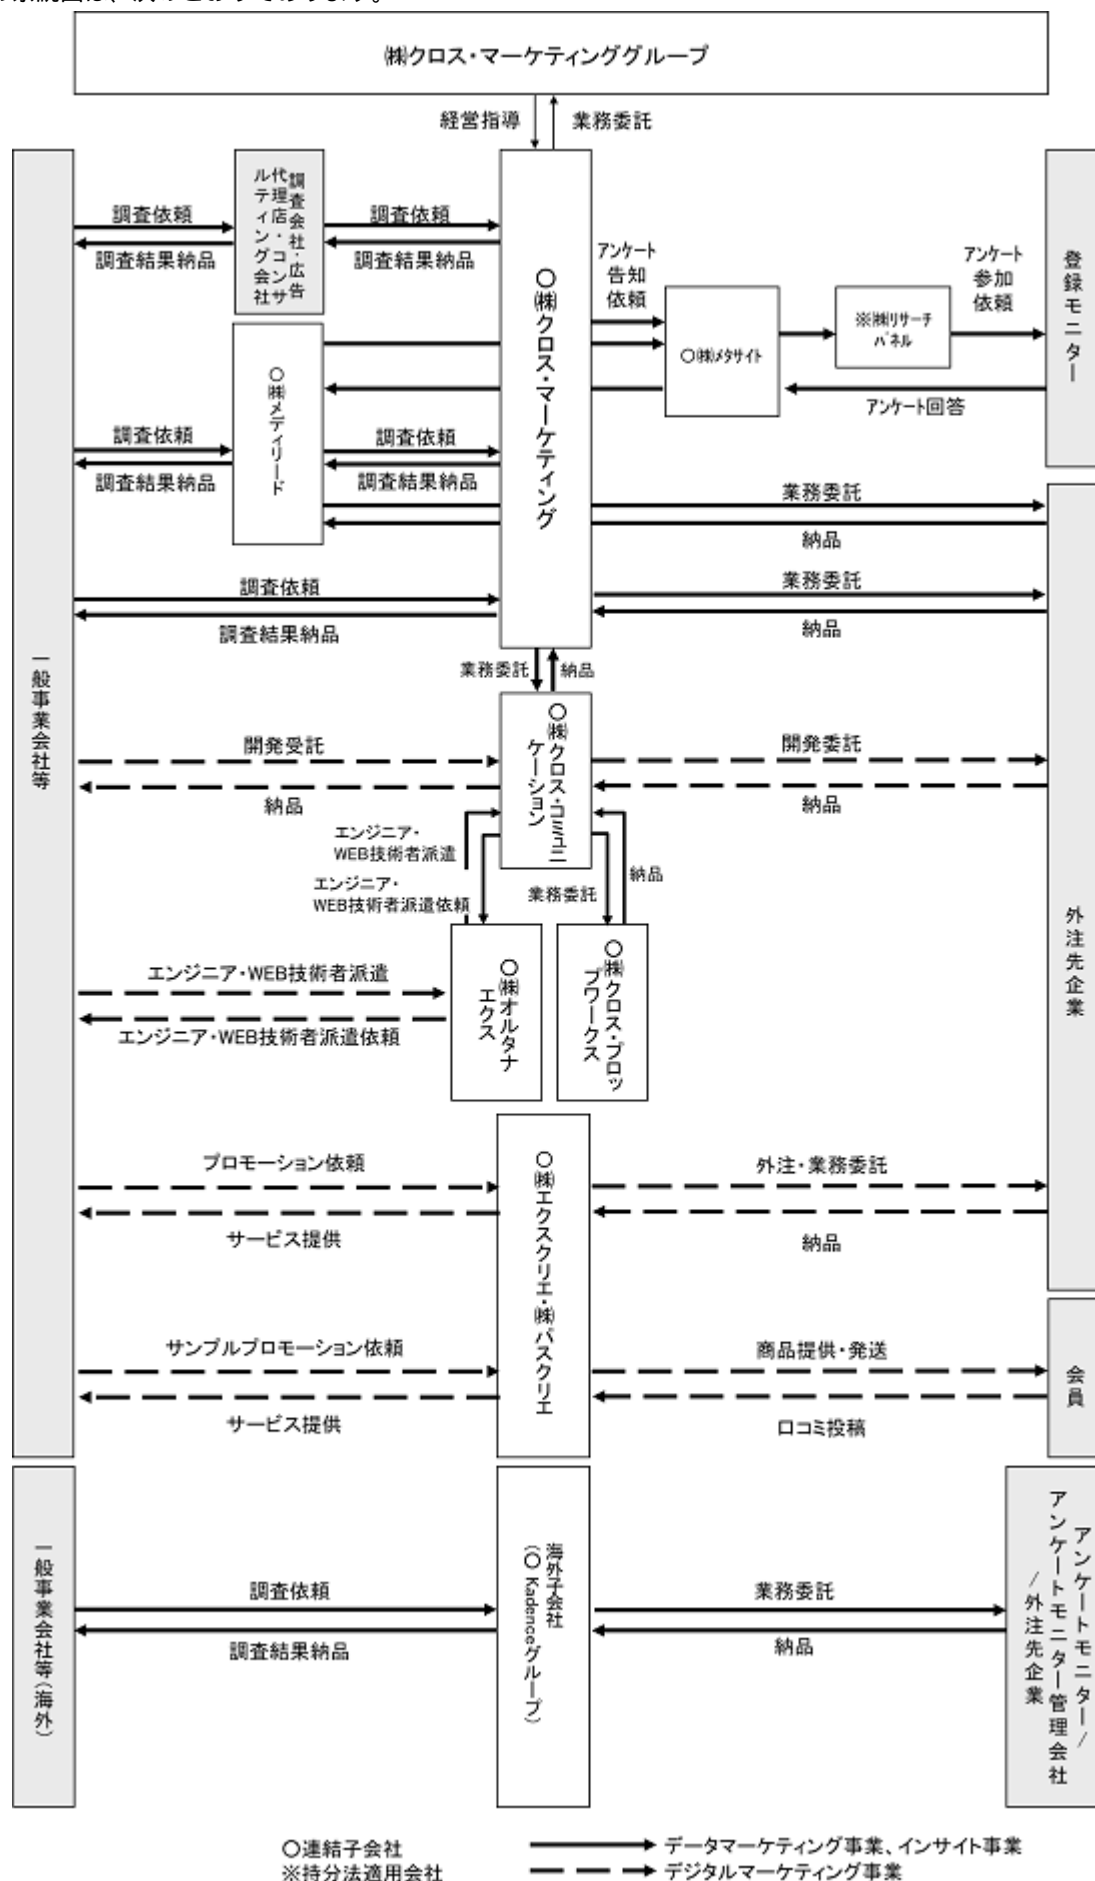 ㈱クロス・マーケティンググループ
経営指導
業務委託
調査会社・広告
代理店・コンサ
ルティング会社
調査依頼
調査結果納品
調査依頼
調査結果納品
〇㈱クロス・マーケティング
アンケート
告知
依頼
〇㈱メタサイト
※㈱リサーチ
パネル
アンケート
参加
依頼
アンケート回答
登録モニター
〇㈱メディリード
調査依頼
調査結果納品
調査依頼
調査結果納品
業務委託
納品
調査依頼
調査結果納品
業務委託
納品
一般事業会社等
業務委託
納品
〇㈱クロス・コミュニ
ケーション
開発受託
納品
開発委託
納品
エンジニア・
WEB技術者派遣
エンジニア・
WEB技術者派遣依頼
業務委託
納品
外注先企業
エンジニア・WEB技術者派遣
エンジニア・WEB技術者派遣依頼
〇㈱オルタナ
エクス
〇㈱クロス・プロッ
プワークス
プロモーション依頼
サービス提供
〇㈱エクスクリエ・㈱バスクリエ
外注・業務委託
納品
サンプルプロモーション依頼
サービス提供
商品提供・発送
口コミ投稿
会員
一般事業会社等(海外)
調査依頼
調査結果納品
海外子会社
(〇 Kadenceグループ)
業務委託
納品
アンケートモニター/
アンケートモニター管理会社
/外注先企業
〇連結子会社
※持分法適用会社
データマーケティング事業、インサイト事業
デジタルマーケティング事業